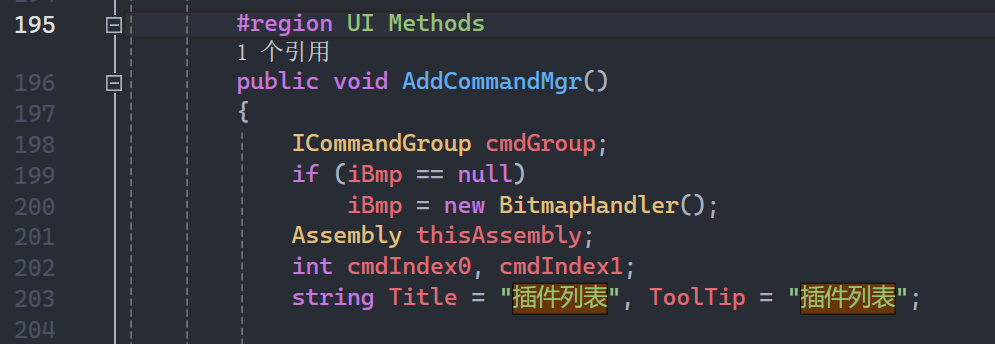 195 #region UI Methods
1 个引用
196 public void AddCommandMgr()
197 {
198 ICommandGroup cmdGroup;
199 if (iBmp == null)
200 iBmp = new BitmapHandler();
201 Assembly thisAssembly;
202 int cmdIndex0, cmdIndex1;
203 string Title = "插件列表", ToolTip = "插件列表";
204